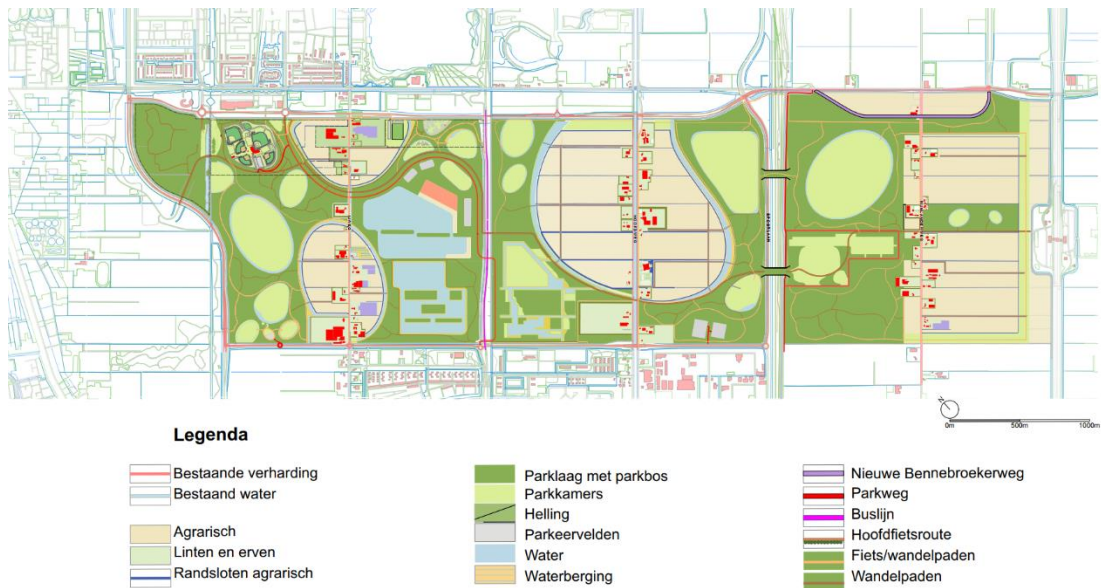 N
0m 500m 1000m
Legenda
Bestaande verharding
Bestaand water
Agrarisch
Linten en erven
Randsloten agrarisch
Parklaag met parkbos
Parkkamers
Helling
Parkeervelden
Water
Waterberging
Nieuwe Bennebroekerweg
Parkweg
Buslijn
Hoofdfietsroute
Fiets/wandelpaden
Wandelpaden